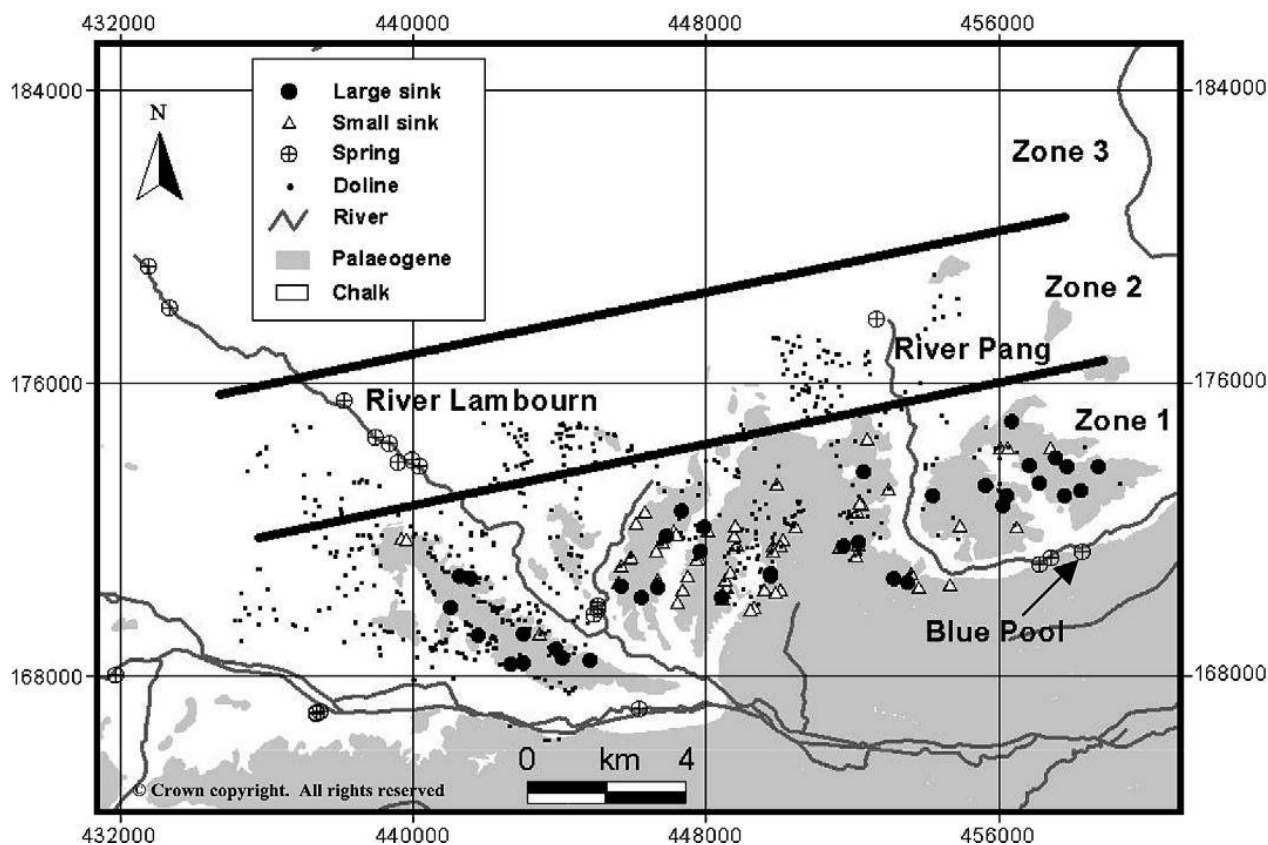 432000 440000 448000 456000
184000 184000
N
Large sink
Small sink
Spring
Doline
River
Palaeogene
Chalk
Zone 3
Zone 2
176000 176000
River Pang
River Lambourn
Zone 1
Blue Pool
168000 168000
0 km 4
© Crown copyright. All rights reserved
432000 440000 448000 456000